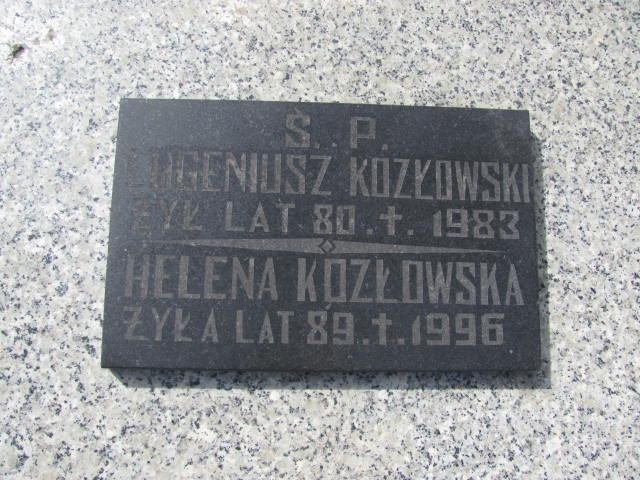 Ś. P.
EUGENIUSZ KOZŁOWSKI
ŻYŁ LAT 80. ✝. 1983
HELENA KOZŁOWSKA
ŻYŁA LAT 89. ✝. 1996